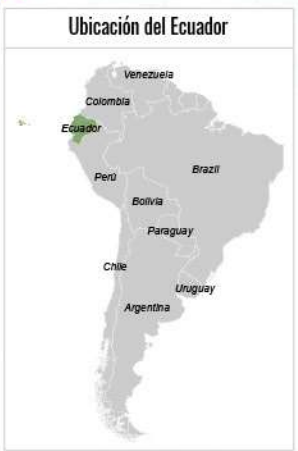 Ubicación del Ecuador
Venezuela
Colombia
Ecuador
Perú
Brazil
Bolivia
Paraguay
Chile
Uruguay
Argentina